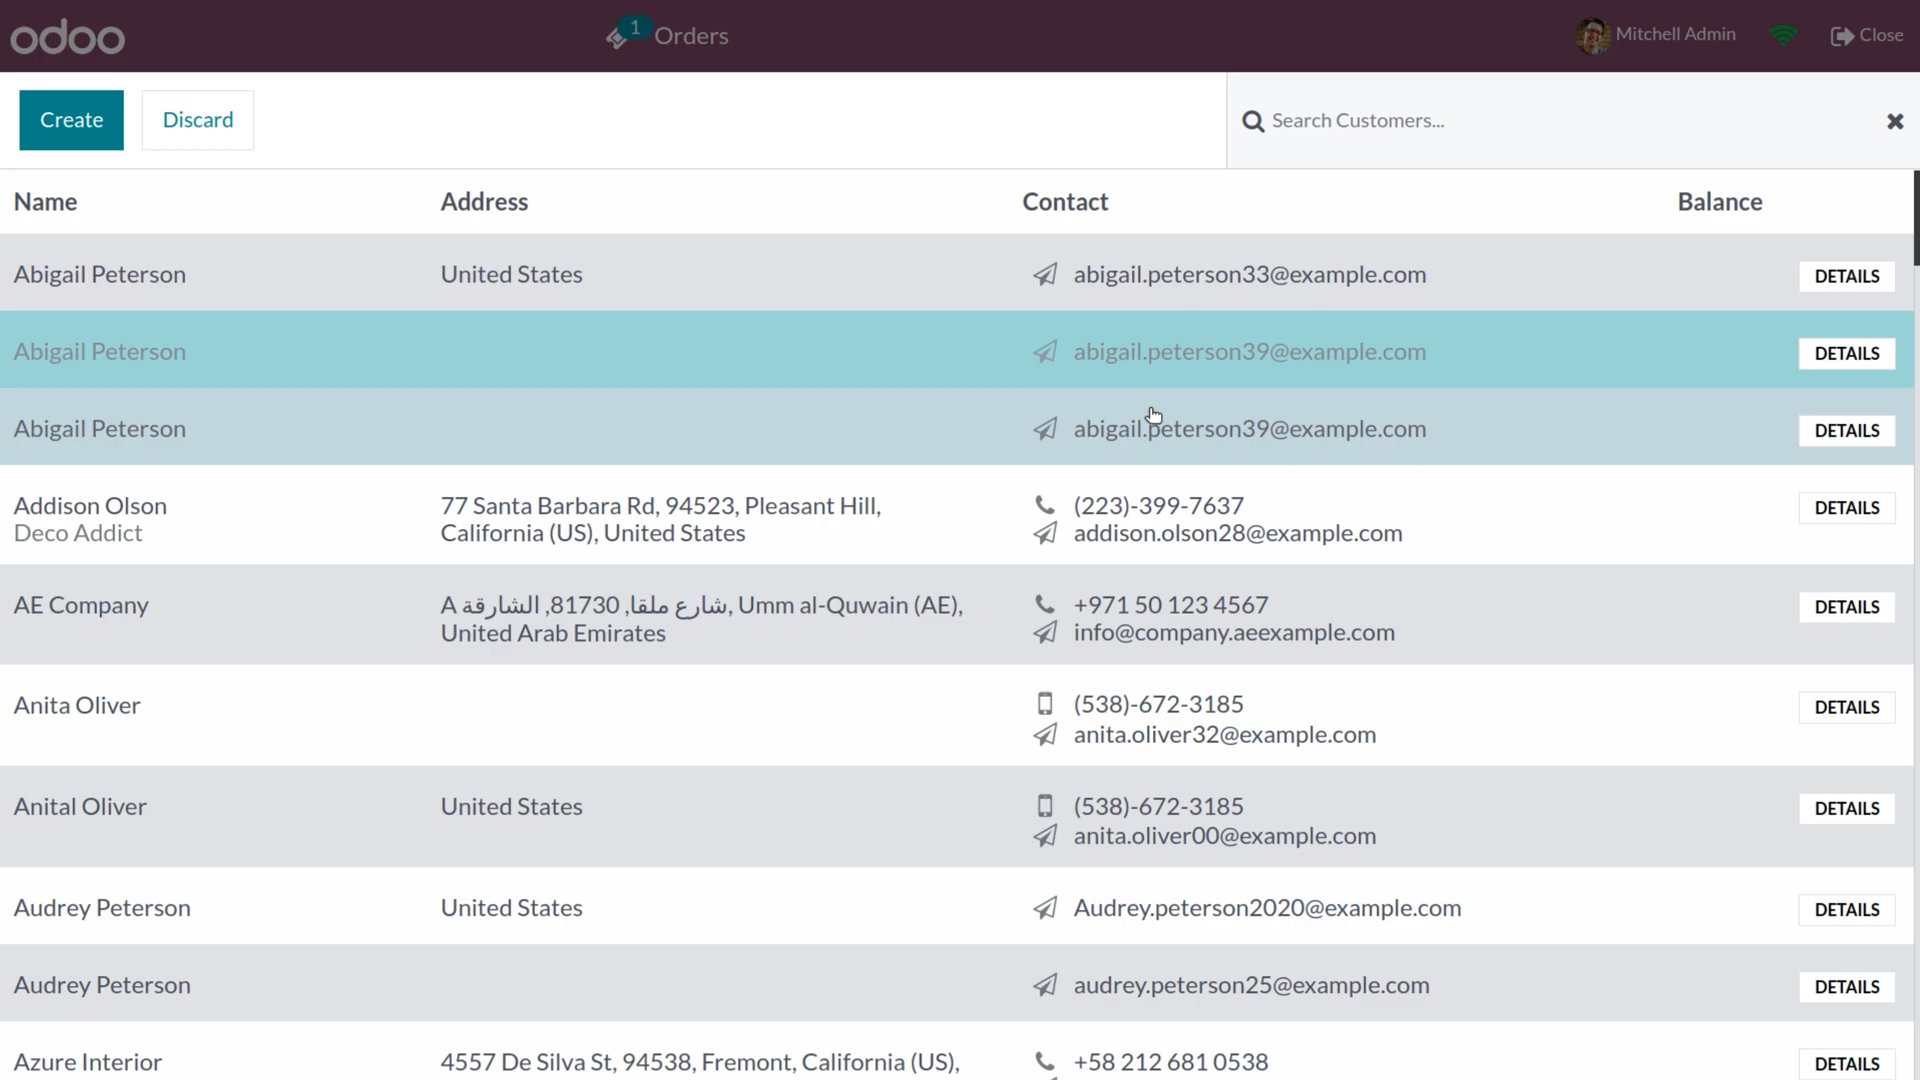 odoo
1 Orders
Mitchell Admin
Close
Create
Discard
Search Customers...
Name Address Contact Balance
Abigail Peterson United States abigail.peterson33@example.com DETAILS
Abigail Peterson abigail.peterson39@example.com DETAILS
Abigail Peterson abigail.peterson39@example.com DETAILS
Addison Olson 77 Santa Barbara Rd, 94523, Pleasant Hill, (223)-399-7637 DETAILS
Deco Addict California (US), United States addison.olson28@example.com
AE Company A شارع ملقا, 81730, الشارقة, Umm al-Quwain (AE), +971 50 123 4567 DETAILS
United Arab Emirates info@company.aeexample.com
Anita Oliver (538)-672-3185 DETAILS
anita.oliver32@example.com
Anital Oliver United States (538)-672-3185 DETAILS
anita.oliver00@example.com
Audrey Peterson United States Audrey.peterson2020@example.com DETAILS
Audrey Peterson audrey.peterson25@example.com DETAILS
Azure Interior 4557 De Silva St, 94538, Fremont, California (US), +58 212 681 0538 DETAILS